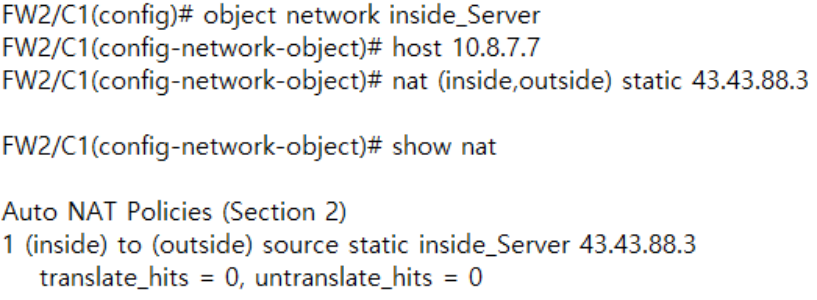 FW2/C1(config)# object network inside_Server
FW2/C1(config-network-object)# host 10.8.7.7
FW2/C1(config-network-object)# nat (inside,outside) static 43.43.88.3
FW2/C1(config-network-object)# show nat
Auto NAT Policies (Section 2)
1 (inside) to (outside) source static inside_Server 43.43.88.3
translate_hits = 0, untranslate_hits = 0